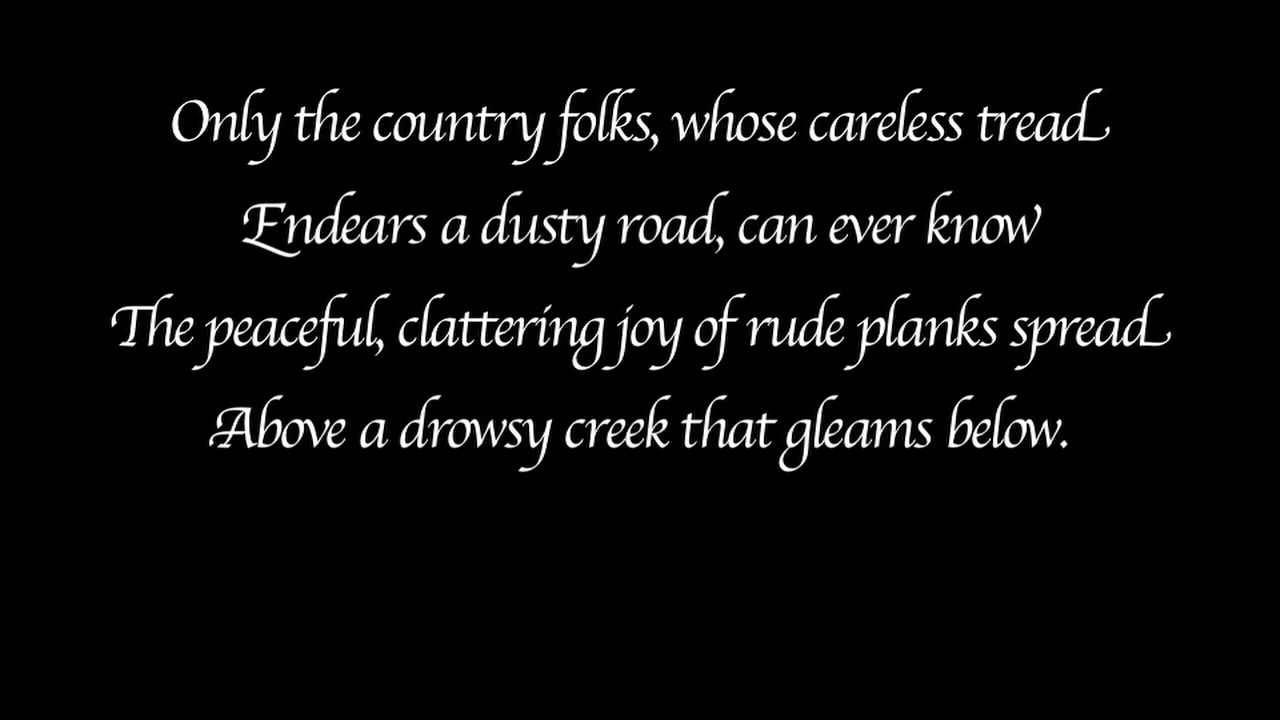 Only the country folks, whose careless tread
Endears a dusty road, can ever know
The peaceful, clattering joy of rude planks spread
Above a drowsy creek that gleams below.